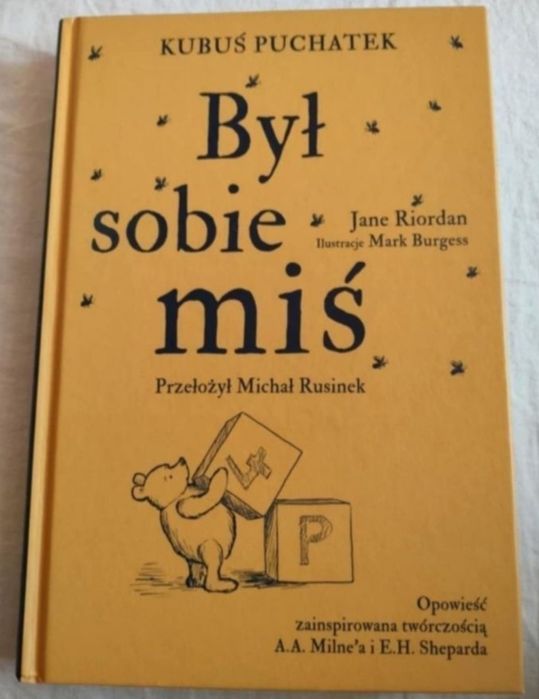 KUBUŚ PUCHATEK
Był
sobie
Jane Riordan
Ilustracje Mark Burgess
miś
Przełożył Michał Rusinek
P
Opowieść
zainspirowana twórczością
A.A. Milne'a i E.H. Sheparda